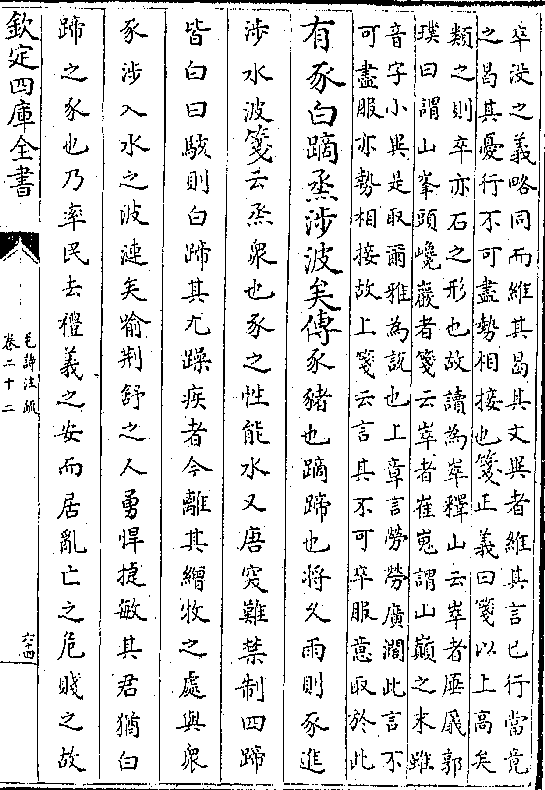 卒没之義略同而維其曷其文與者維其言已行當竟
之曷其憂行不可盡勢相接也箋正義曰箋以上高矣
類之則卒亦石之形也故讀為崒釋山云崒者厜㕒郭
璞曰謂山峯頭巉巖者箋云崒者崔嵬謂山巔之末雖
音字小異是取爾雅為說也上章言勞勞廣闊此言不
可盡服亦勢相接故上箋云言其不可卒服意取於此
有豕白蹢烝涉波矣傳豕豬也蹢蹄也將久雨則豕進
涉水波箋云烝衆也豕之性能水又唐突難禁制四蹄
皆白曰駭則白蹄其尤躁疾者今離其繒牧之處與衆
豕涉入水之波漣矣喻荆舒之人勇悍捷敏其君猶白
蹄之豕也乃率民去禮義之安而居亂亡之危賤之故
欽定四庫全書
毛詩注疏
卷二十二
六四